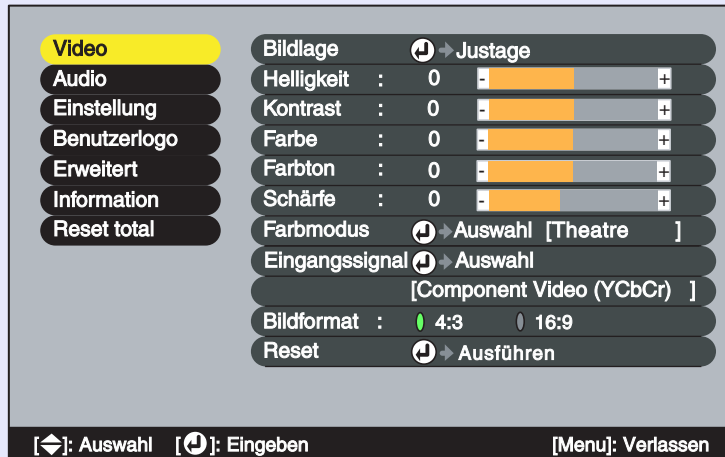 Video
Audio
Einstellung
Benutzerlogo
Erweitert
Information
Reset total
Bildlage Justage
Helligkeit : 0 - +
Kontrast : 0 - +
Farbe : 0 - +
Farbton : 0 - +
Schärfe : 0 - +
Farbmodus Auswahl [Theatre ]
Eingangssignal Auswahl
[Component Video (YCbCr) ]
Bildformat : 4:3 16:9
Reset Ausführen
[ ]: Auswahl [ ]: Eingeben [Menu]: Verlassen